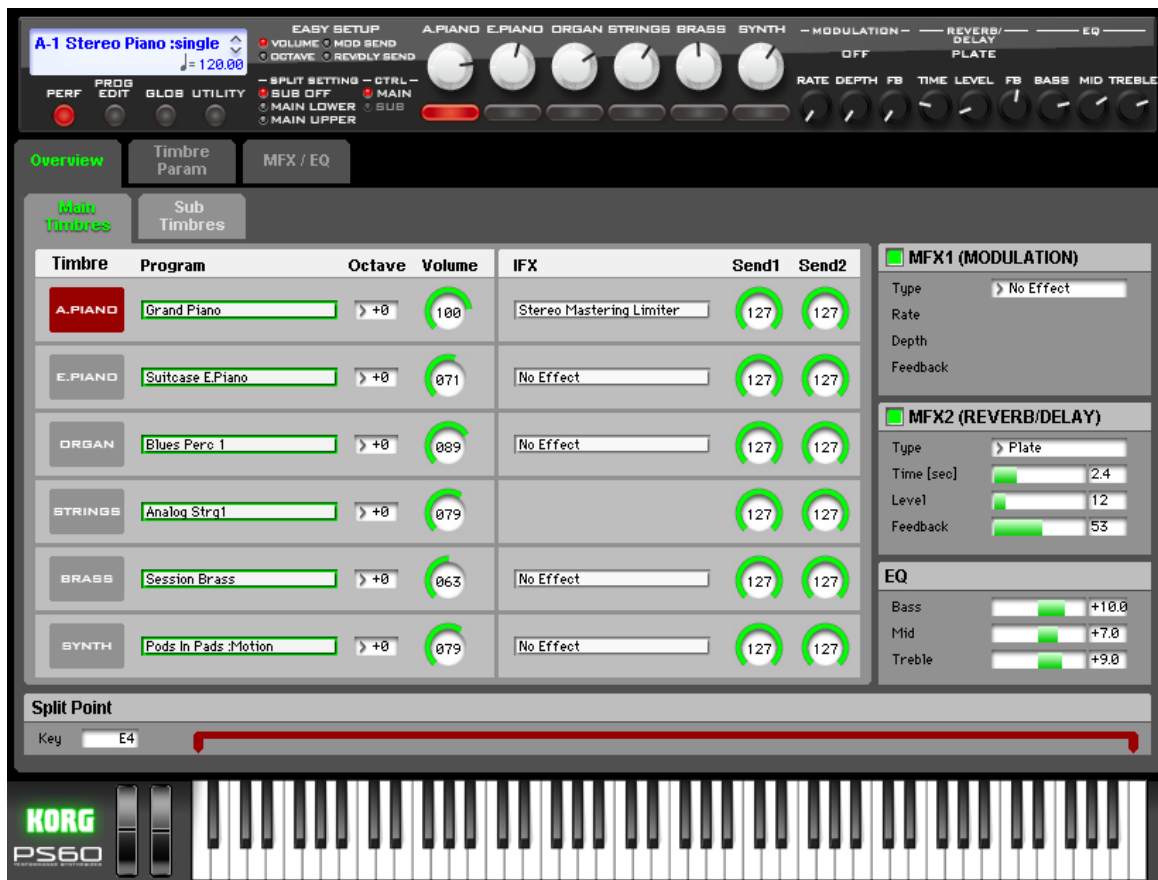 A-1 Stereo Piano :single
♩= 120.00
PERF PROG EDIT GLOB UTILITY
EASY SETUP
VOLUME MOD SEND
OCTAVE REV/DLY SEND
SPLIT SETTING CTRL
SUB OFF MAIN
MAIN LOWER SUB
MAIN UPPER
A.PIANO E.PIANO ORGAN STRINGS BRASS SYNTH
MODULATION
OFF
REVERB/
DELAY
PLATE
EQ
RATE DEPTH FB TIME LEVEL FB BASS MID TREBLE
Overview
Timbre
Param
MFX / EQ
Main
Timbres
Sub
Timbres
Timbre Program Octave Volume IFX Send1 Send2
A.PIANO Grand Piano +0 100 Stereo Mastering Limiter 127 127
E.PIANO Suitcase E.Piano +0 071 No Effect 127 127
ORGAN Blues Perc 1 +0 089 No Effect 127 127
STRINGS Analog Strg1 +0 079 127 127
BRASS Session Brass +0 063 No Effect 127 127
SYNTH Pods In Pads :Motion +0 079 No Effect 127 127
MFX1 (MODULATION)
Type No Effect
Rate
Depth
Feedback
MFX2 (REVERB/DELAY)
Type Plate
Time [sec] 2.4
Level 12
Feedback 53
EQ
Bass +10.0
Mid +7.0
Treble +9.0
Split Point
Key E4
KORG
PS60
PERFORMANCE SYNTHESIZER